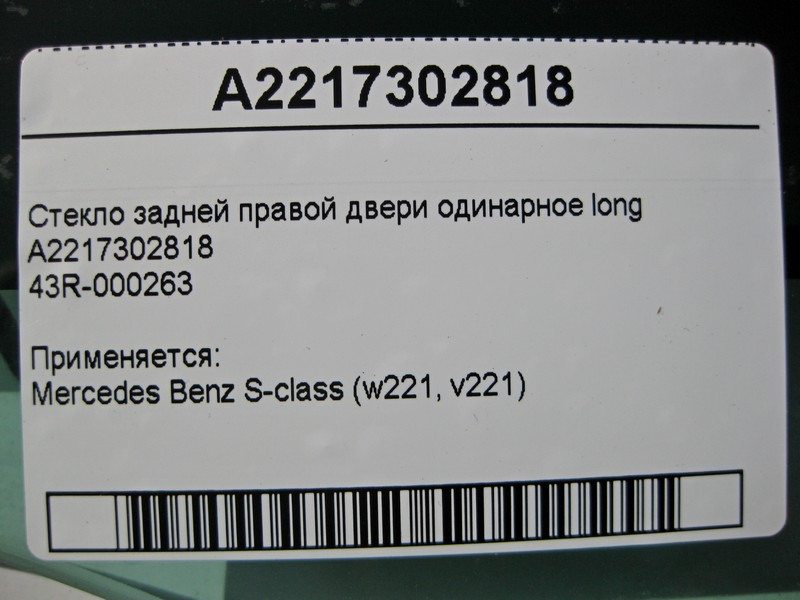 A2217302818
Стекло задней правой двери одинарное long
A2217302818
43R-000263
Применяется:
Mercedes Benz S-class (w221, v221)